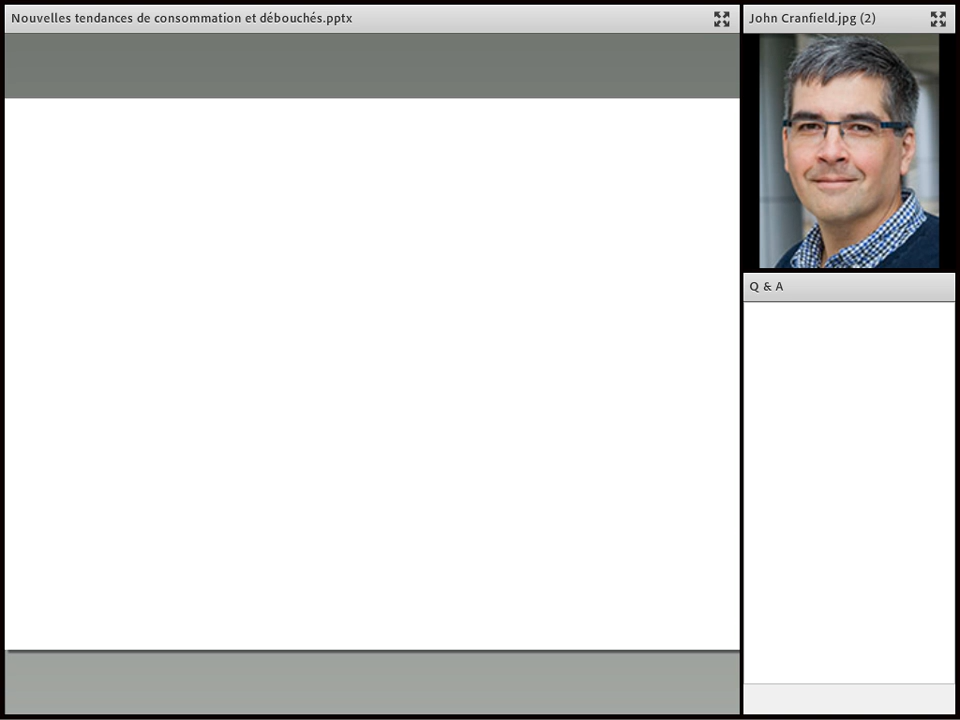 Nouvelles tendances de consommation et débouchés.pptx
John Cranfield.jpg (2)
Q & A